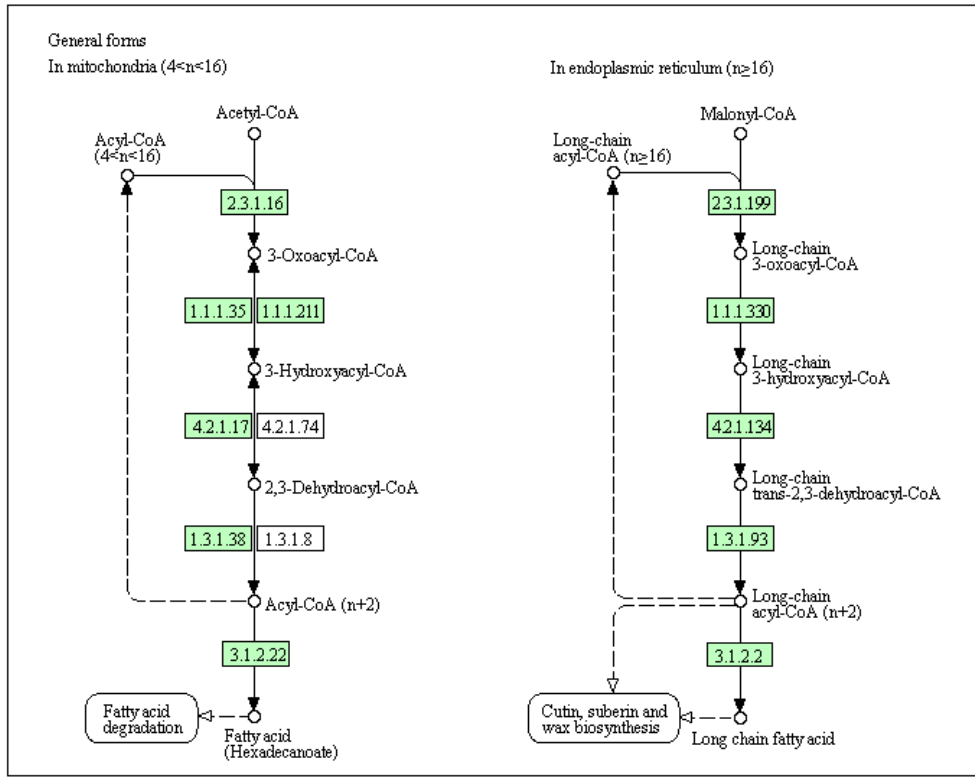 General forms
In mitochondria (4<n<16)
Acetyl-CoA
Acyl-CoA
(4<n<16)
2.3.1.16
3-Oxoacyl-CoA
1.1.1.35
1.1.1.211
3-Hydroxyacyl-CoA
4.2.1.17
4.2.1.74
2,3-Dehydroacyl-CoA
1.3.1.38
1.3.1.8
Acyl-CoA (n+2)
3.1.2.22
Fatty acid
degradation
Fatty acid
(Hexadecanoate)
In endoplasmic reticulum (n≥16)
Malonyl-CoA
Long-chain
acyl-CoA (n≥16)
2.3.1.199
Long-chain
3-oxoacyl-CoA
1.1.1.330
Long-chain
3-hydroxyacyl-CoA
4.2.1.134
Long-chain
trans-2,3-dehydroacyl-CoA
1.3.1.93
Long-chain
acyl-CoA (n+2)
3.1.2.2
Cutin, suberin and
wax biosynthesis
Long chain fatty acid